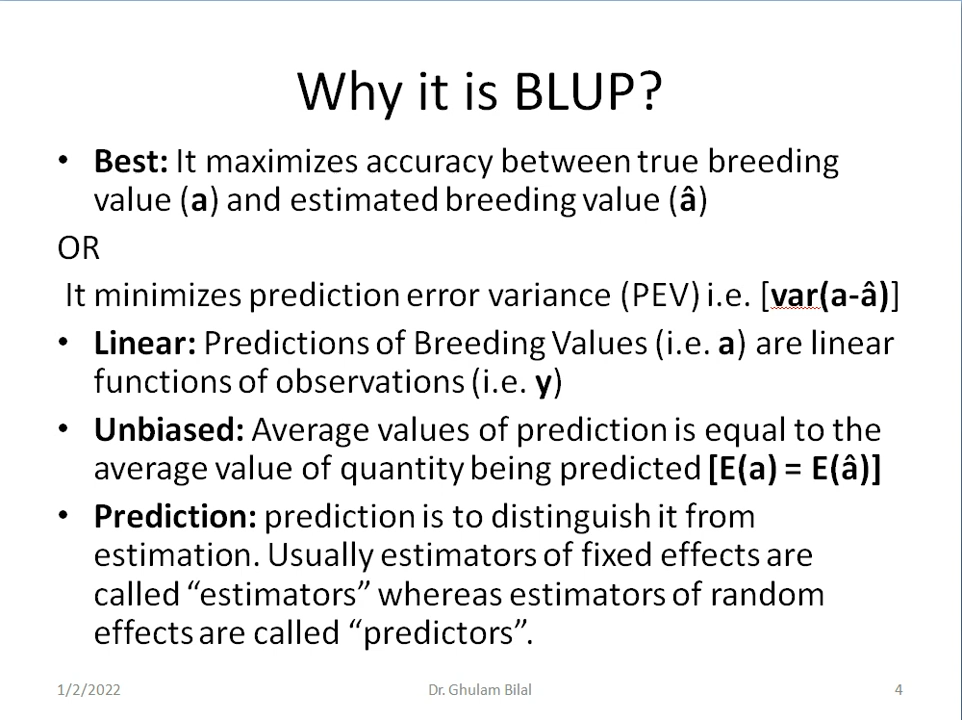 Why it is BLUP?
• Best: It maximizes accuracy between true breeding
value (a) and estimated breeding value (â)
OR
It minimizes prediction error variance (PEV) i.e. [var(a-â)]
• Linear: Predictions of Breeding Values (i.e. a) are linear
functions of observations (i.e. y)
• Unbiased: Average values of prediction is equal to the
average value of quantity being predicted [E(a) = E(â)]
• Prediction: prediction is to distinguish it from
estimation. Usually estimators of fixed effects are
called “estimators” whereas estimators of random
effects are called “predictors”.
1/2/2022
Dr. Ghulam Bilal
4